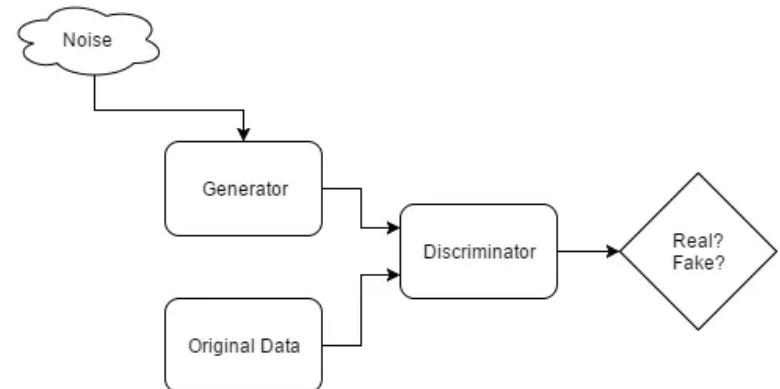 Noise
Generator
Discriminator
Real?
Fake?
Original Data